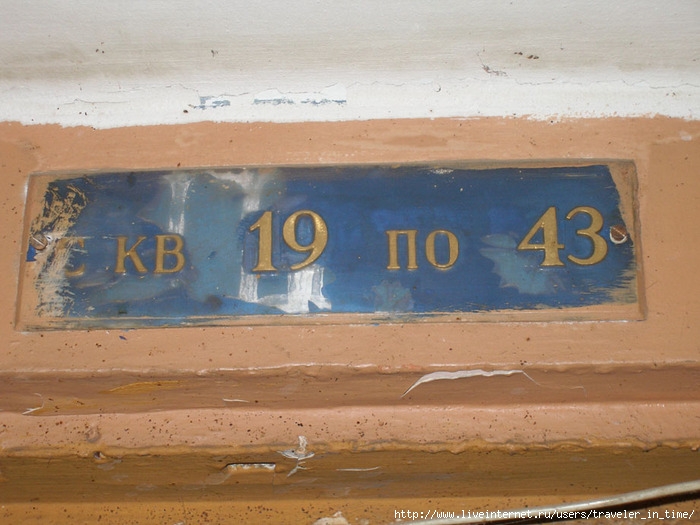 С КВ 19 ПО 43
http://www.liveinternet.ru/users/traveler_in_time/